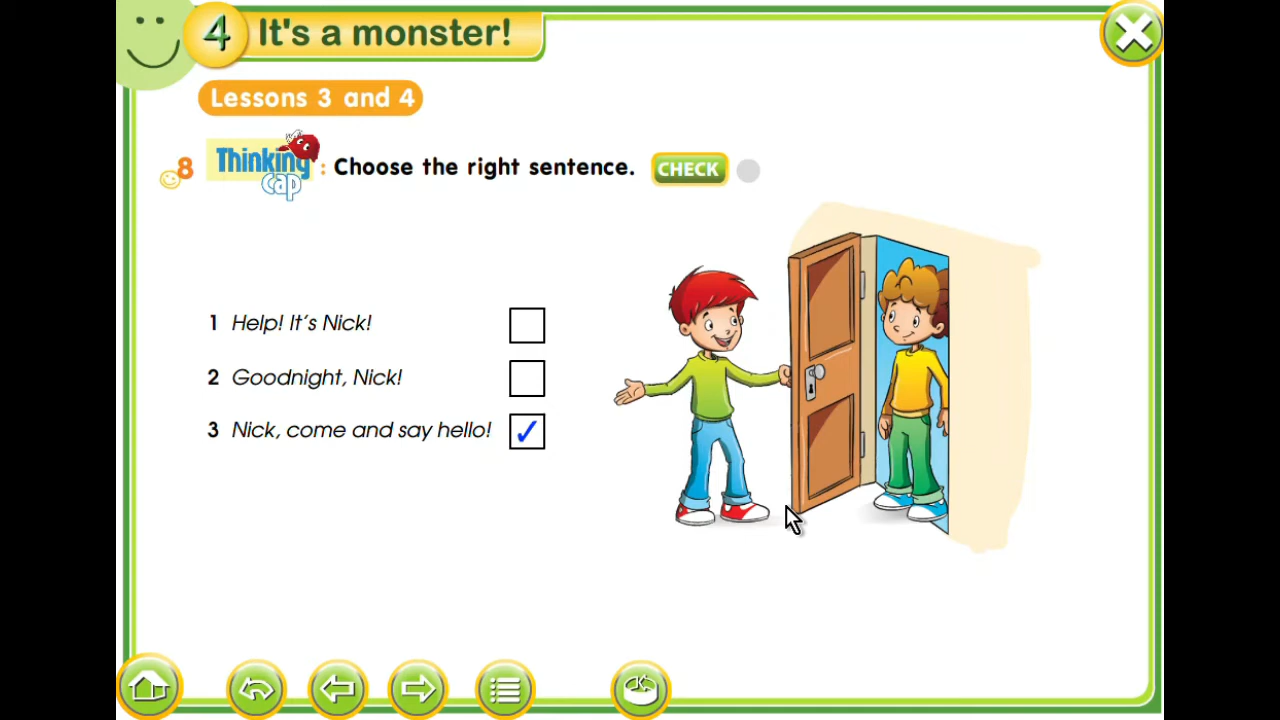 4 It's a monster!
Lessons 3 and 4
8 Thinking Cap : Choose the right sentence. CHECK
1 Help! It's Nick!
2 Goodnight, Nick!
3 Nick, come and say hello! ✓